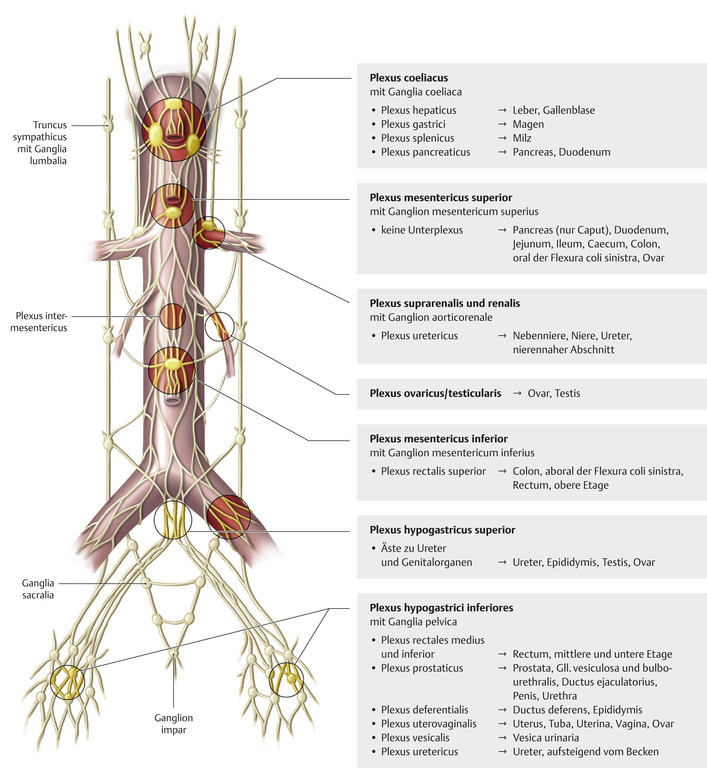 Truncus
sympathicus
mit Ganglia
lumbalia
Plexus inter-
mesentericus
Ganglia
sacralia
Ganglion
impar
Plexus coeliacus
mit Ganglia coeliaca
• Plexus hepaticus → Leber, Gallenblase
• Plexus gastrici → Magen
• Plexus splenicus → Milz
• Plexus pancreaticus → Pancreas, Duodenum
Plexus mesentericus superior
mit Ganglion mesentericum superius
• keine Unterplexus → Pancreas (nur Caput), Duodenum,
Jejunum, Ileum, Caecum, Colon,
oral der Flexura coli sinistra, Ovar
Plexus suprarenalis und renalis
mit Ganglion aorticorenale
• Plexus uretericus → Nebenniere, Niere, Ureter,
nierennaher Abschnitt
Plexus ovaricus/testicularis → Ovar, Testis
Plexus mesentericus inferior
mit Ganglion mesentericum inferius
• Plexus rectalis superior → Colon, aboral der Flexura coli sinistra,
Rectum, obere Etage
Plexus hypogastricus superior
• Äste zu Ureter
und Genitalorganen → Ureter, Epididymis, Testis, Ovar
Plexus hypogastrici inferiores
mit Ganglia pelvica
• Plexus rectales medius
und inferior → Rectum, mittlere und untere Etage
• Plexus prostaticus → Prostata, Gll. vesiculosa und bulbo-
urethralis, Ductus ejaculatorius,
Penis, Urethra
• Plexus deferentialis → Ductus deferens, Epididymis
• Plexus uterovaginalis → Uterus, Tuba, Uterina, Vagina, Ovar
• Plexus vesicalis → Vesica urinaria
• Plexus uretericus → Ureter, aufsteigend vom Becken